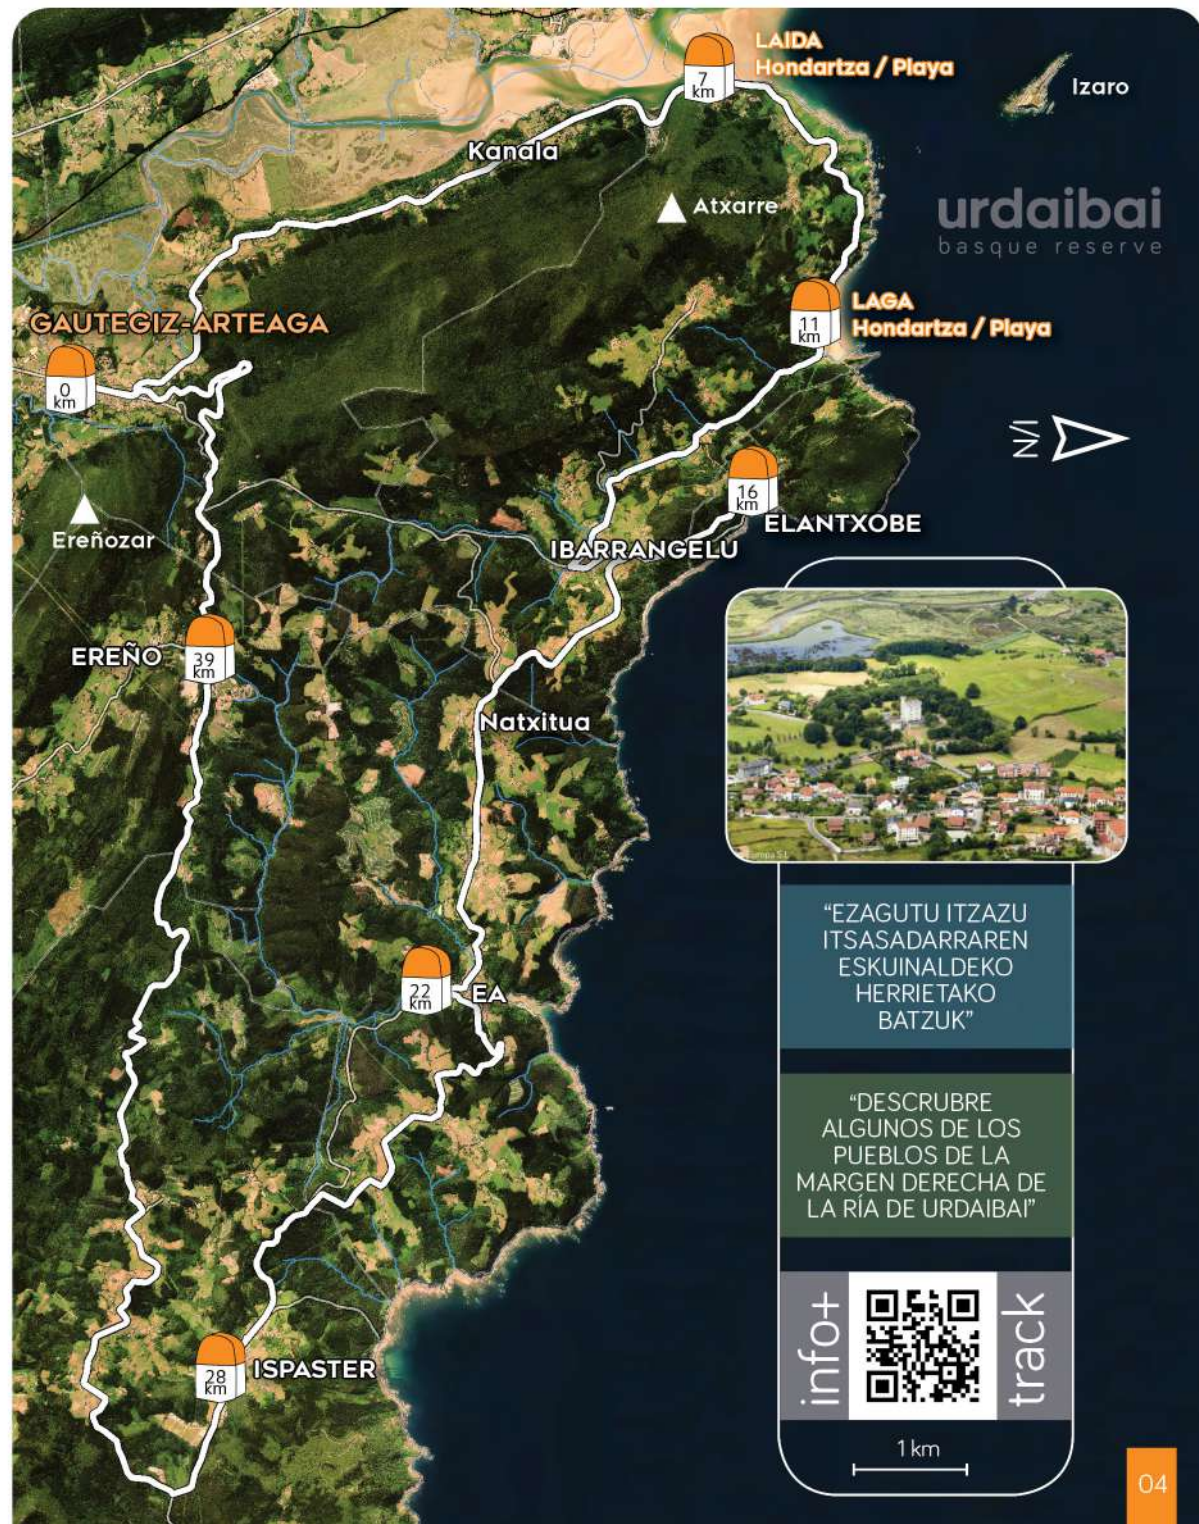 LAIDA
Hondartza / Playa
7
km
Izaro
Kanala
Atxarre
urdaibai
basque reserve
GAUTEGIZ-ARTEAGA
0
km
LAGA
Hondartza / Playa
11
km
N/I
16
km
ELANTXOBE
Ereñozar
IBARRANGELU
EREÑO
39
km
Natxitua
22
km
EA
"EZAGUTU ITZAZU
ITSASADARRAREN
ESKUINALDEKO
HERRIETAKO
BATZUK"
"DESCRUBRE
ALGUNOS DE LOS
PUEBLOS DE LA
MARGEN DERECHA DE
LA RÍA DE URDAIBAI"
info+
track
28
km
ISPASTER
1 km
04